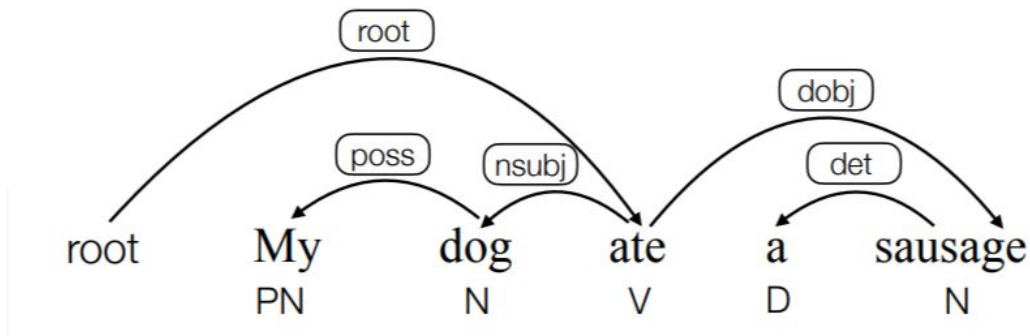 root
dobj
poss nsubj det
root My dog ate a sausage
PN N V D N